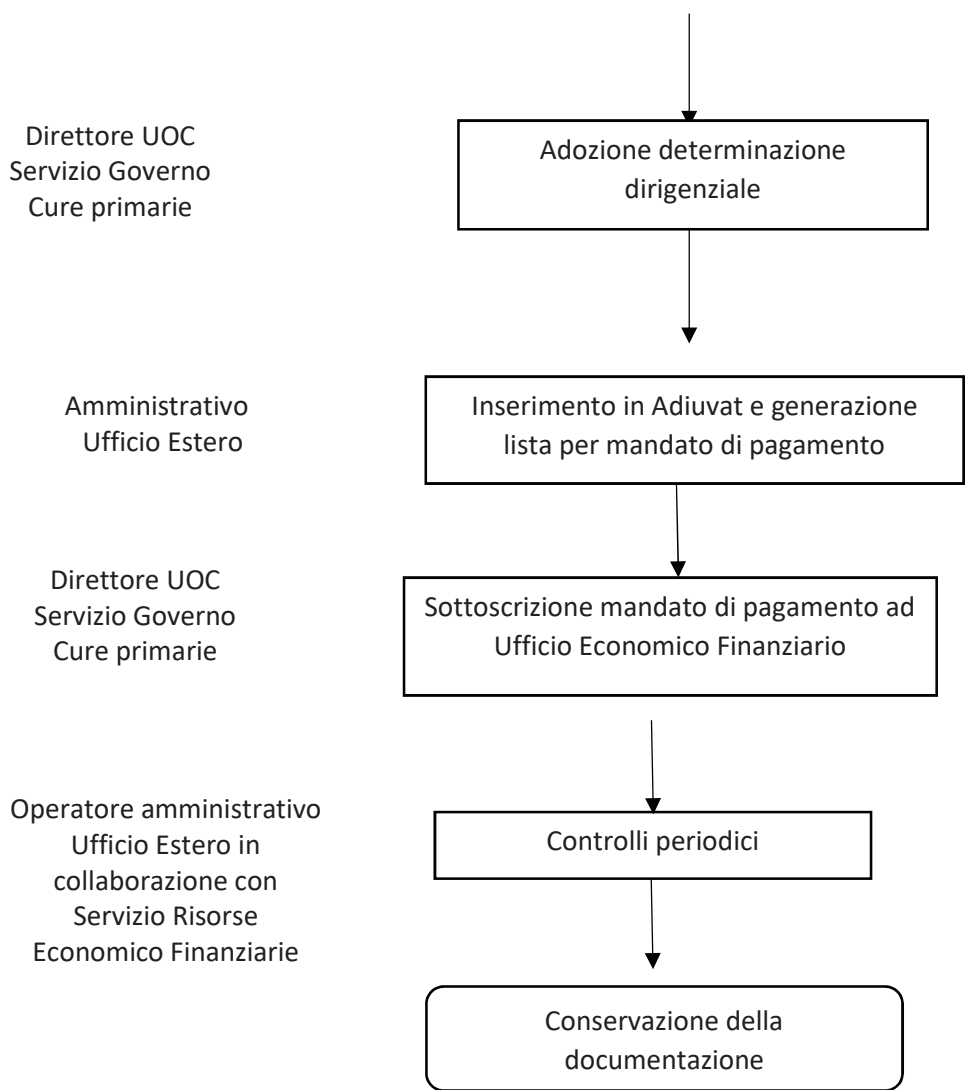 Direttore UOC
Servizio Governo
Cure primarie
Adozione determinazione
dirigenziale
Amministrativo
Ufficio Estero
Inserimento in Adiuvat e generazione
lista per mandato di pagamento
Direttore UOC
Servizio Governo
Cure primarie
Sottoscrizione mandato di pagamento ad
Ufficio Economico Finanziario
Operatore amministrativo
Ufficio Estero in
collaborazione con
Servizio Risorse
Economico Finanziarie
Controlli periodici
Conservazione della
documentazione